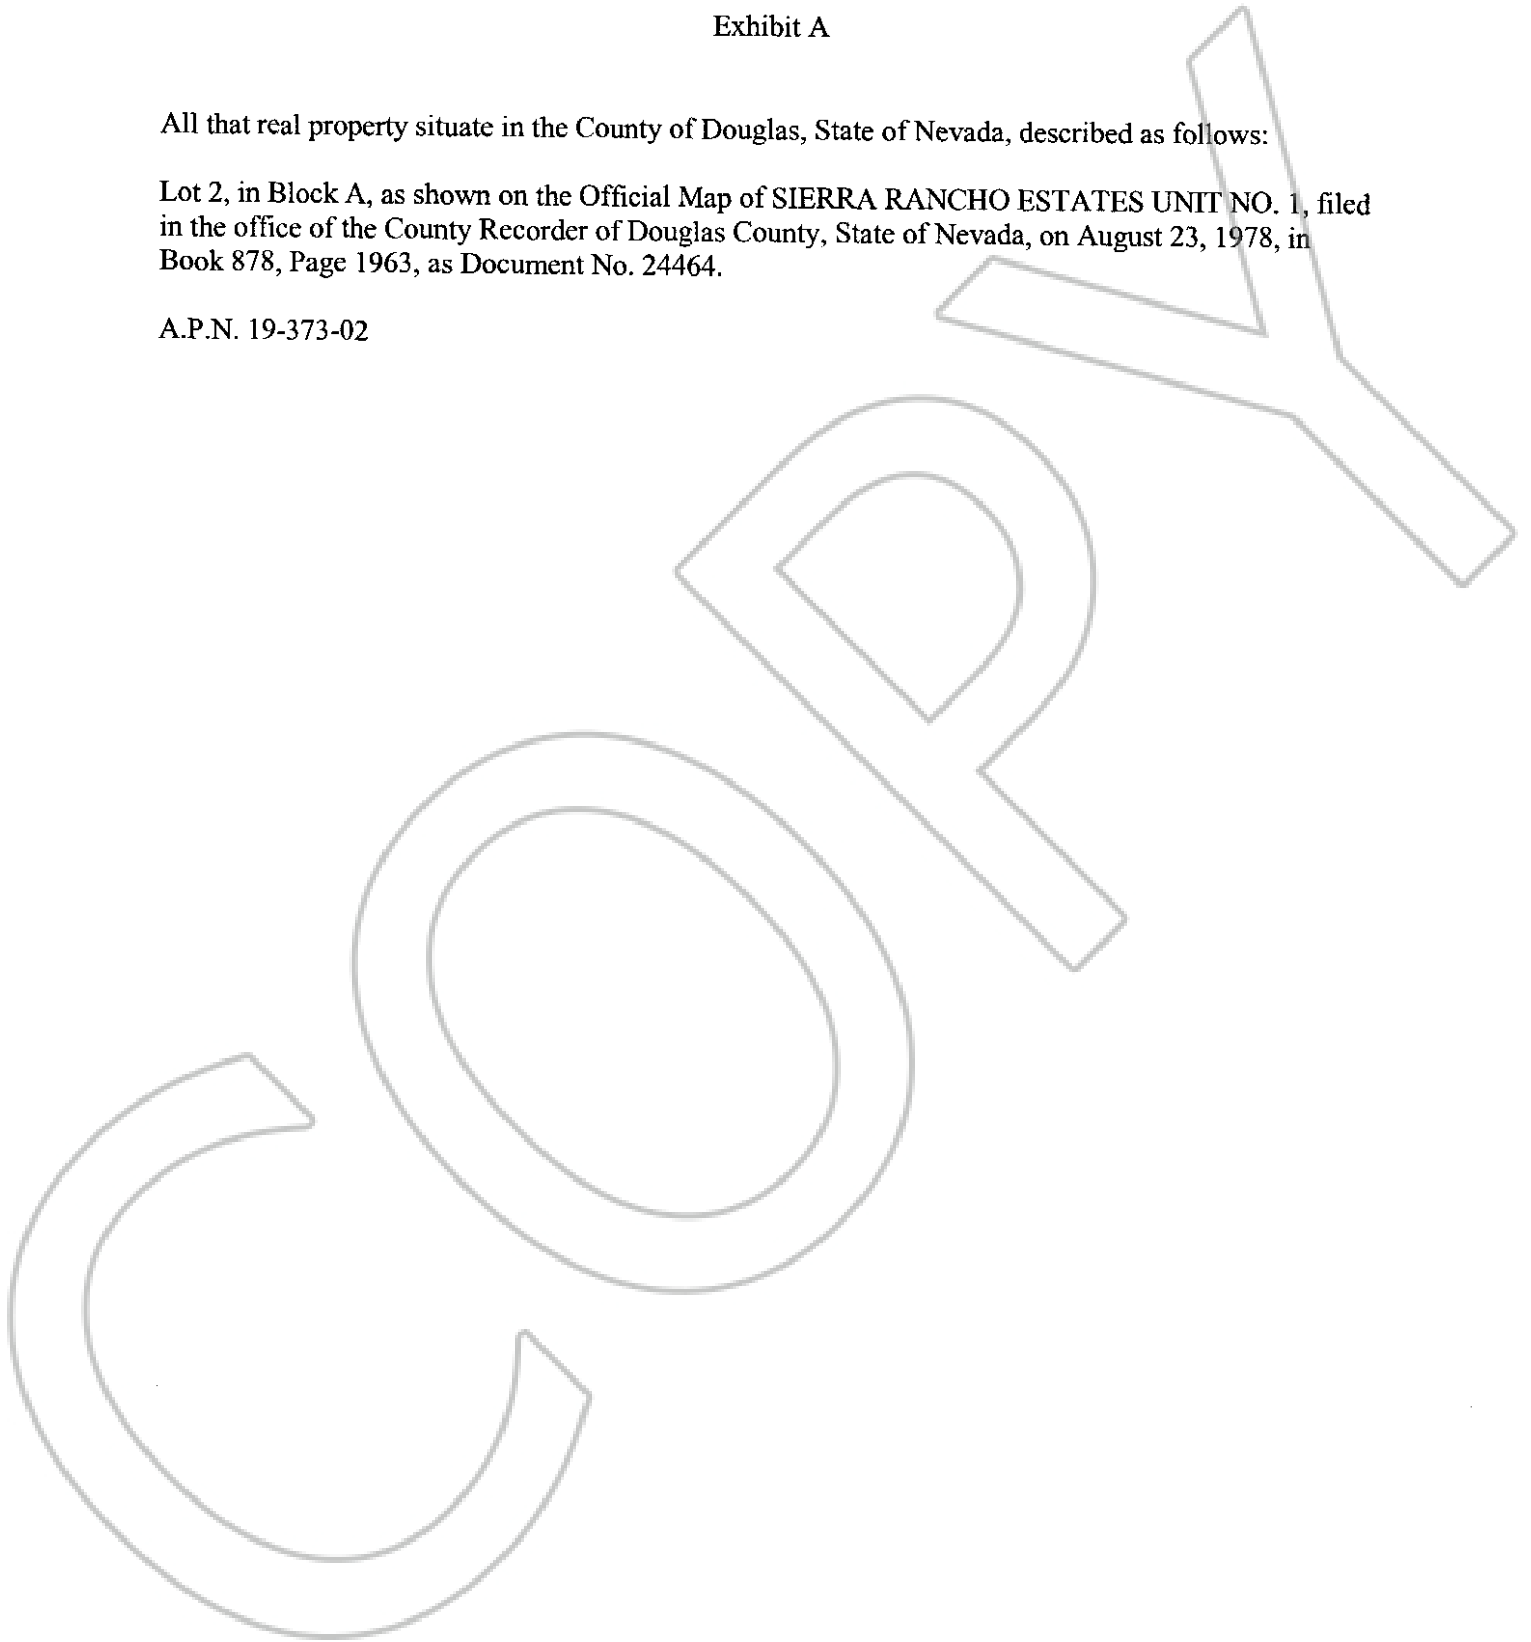 Exhibit A
All that real property situate in the County of Douglas, State of Nevada, described as follows:
Lot 2, in Block A, as shown on the Official Map of SIERRA RANCHO ESTATES UNIT NO. 1, filed
in the office of the County Recorder of Douglas County, State of Nevada, on August 23, 1978, in
Book 878, Page 1963, as Document No. 24464.
A.P.N. 19-373-02
COPY